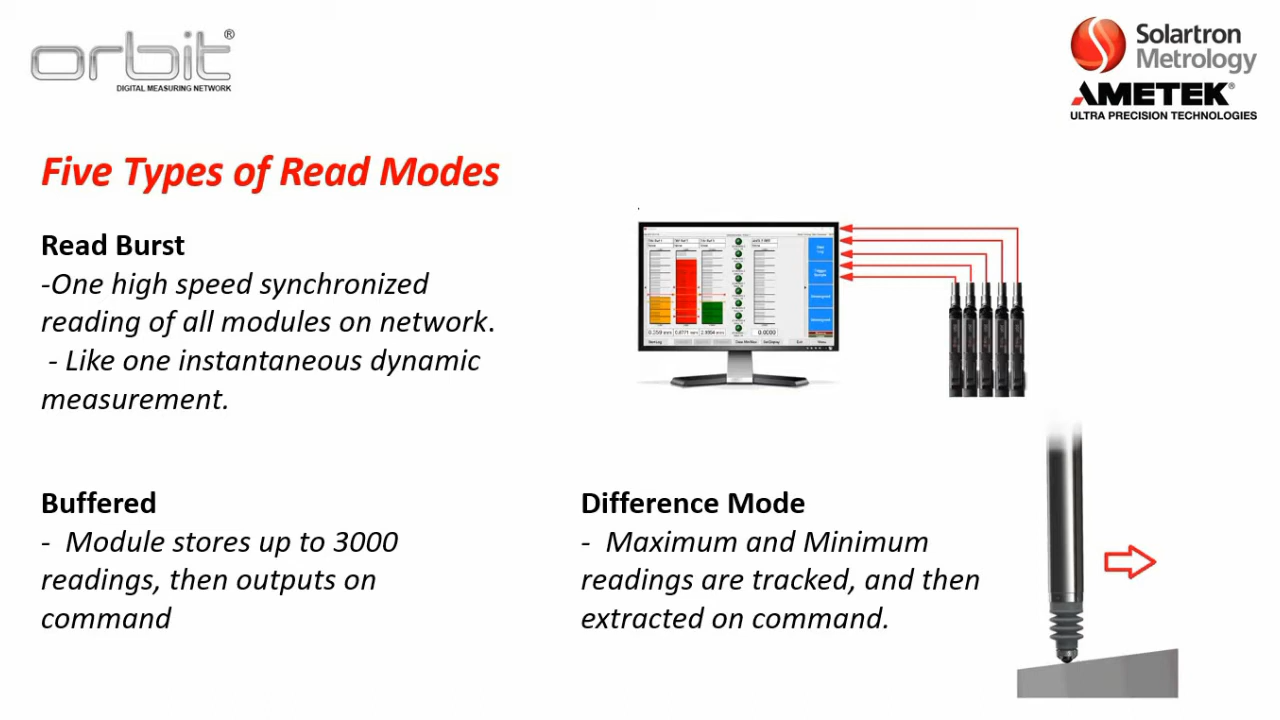 orbit®
DIGITAL MEASURING NETWORK
Solartron
Metrology
AMETEK®
ULTRA PRECISION TECHNOLOGIES
Five Types of Read Modes
Read Burst
-One high speed synchronized
reading of all modules on network.
- Like one instantaneous dynamic
measurement.
Buffered
- Module stores up to 3000
readings, then outputs on
command
Difference Mode
- Maximum and Minimum
readings are tracked, and then
extracted on command.